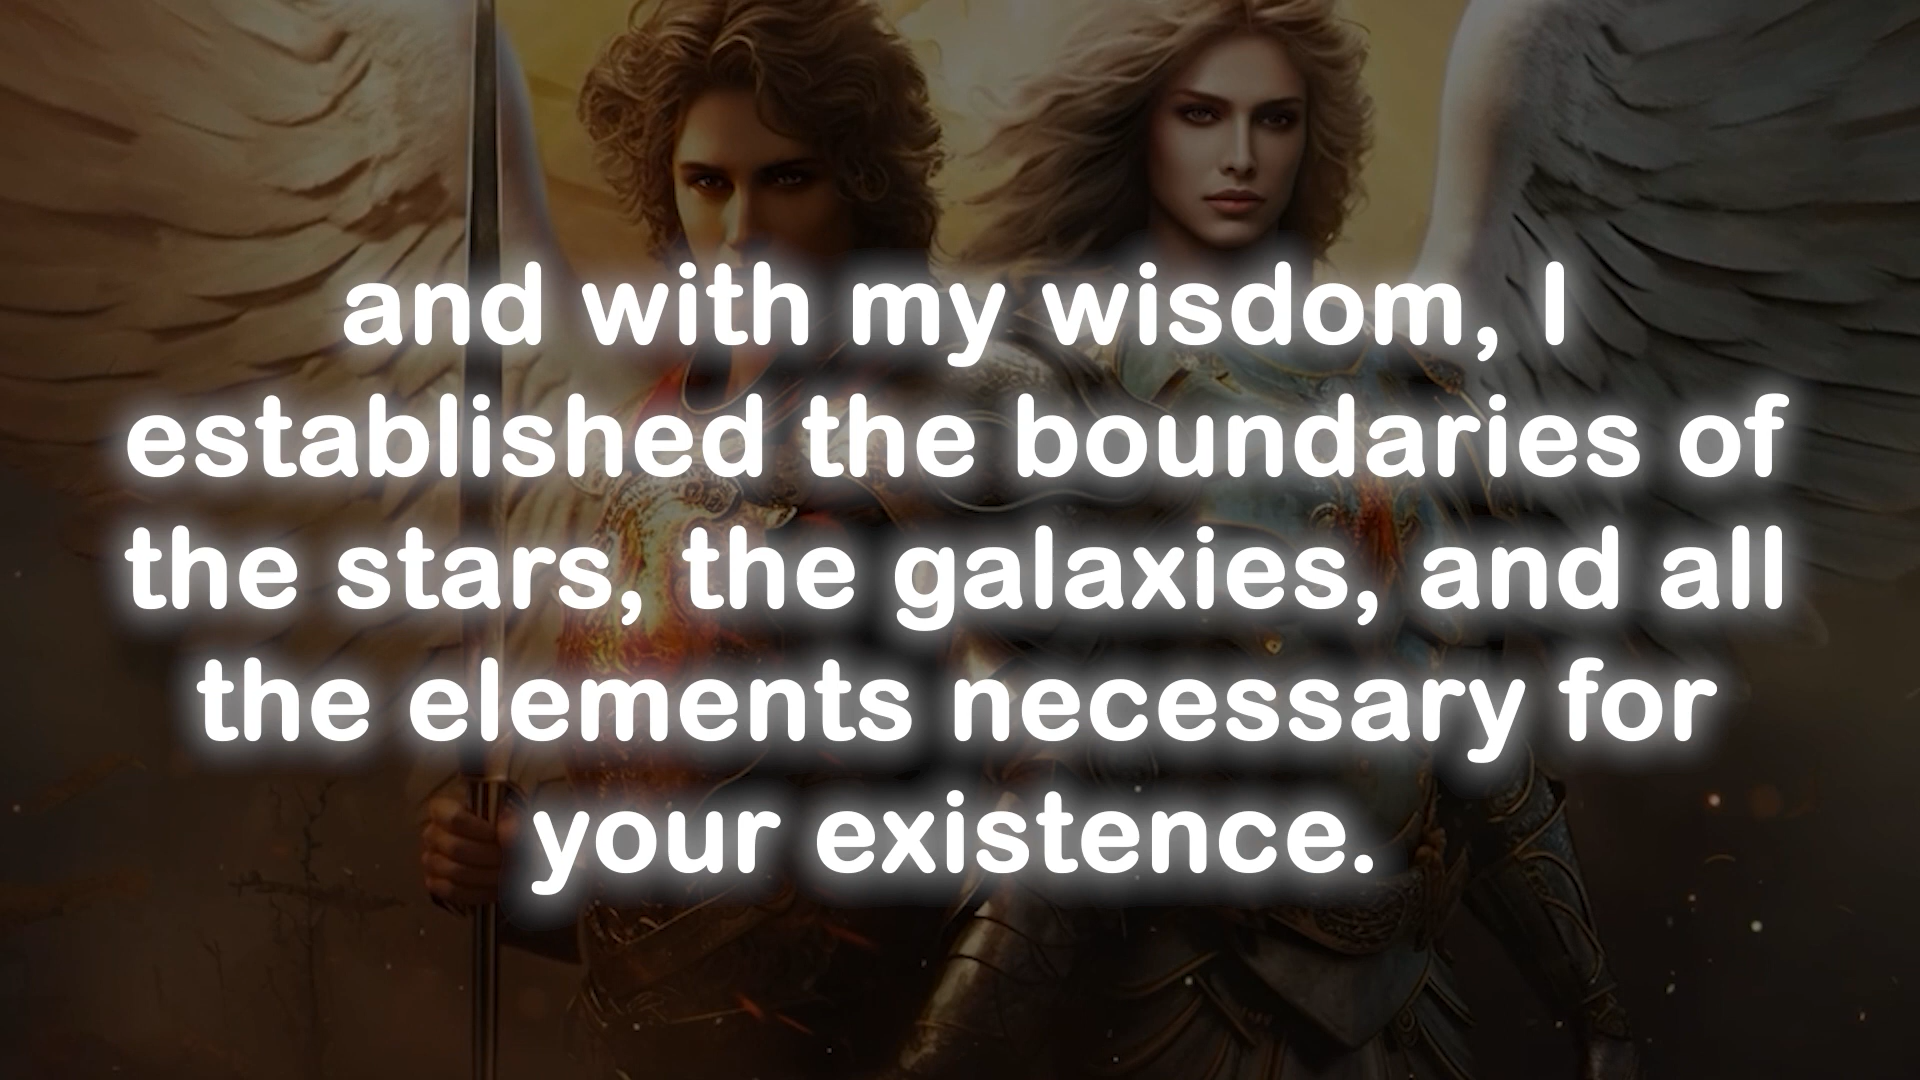 and with my wisdom, I
established the boundaries of
the stars, the galaxies, and all
the elements necessary for
your existence.